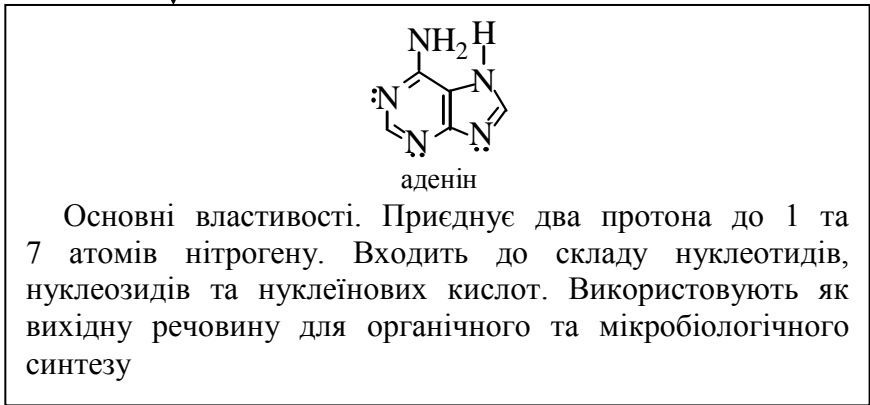 NH2 H
N
:N
N
N
аденін
Основні властивості. Приєднує два протона до 1 та
7 атомів нітрогену. Входить до складу нуклеотидів,
нуклеозидів та нуклеїнових кислот. Використовують як
вихідну речовину для органічного та мікробіологічного
синтезу